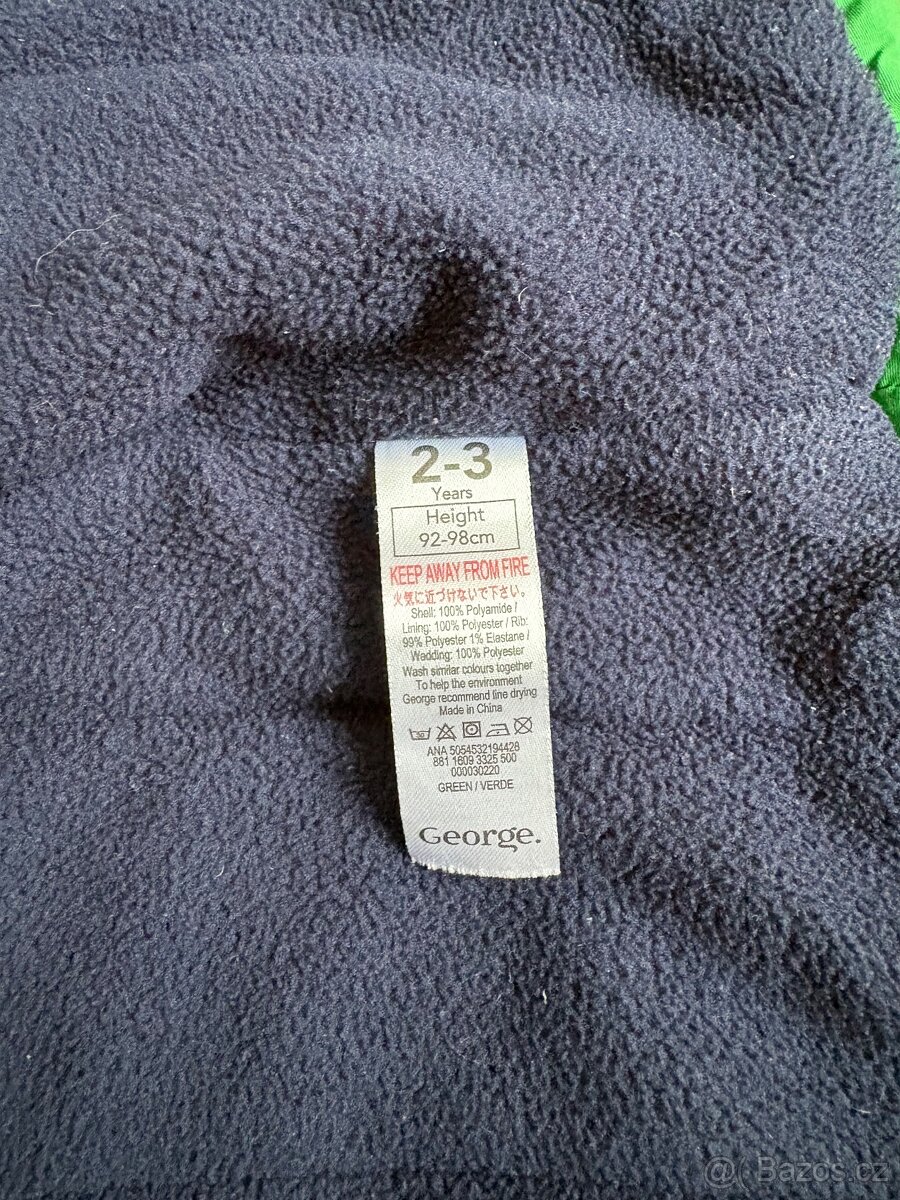 2-3
Years
Height
92-98cm
KEEP AWAY FROM FIRE
火気に近づけないで下さい。
Shell: 100% Polyamide /
Lining: 100% Polyester / Rib:
99% Polyester 1% Elastane /
Wadding: 100% Polyester
Wash similar colours together
To help the environment
George recommend line drying
Made in China
ANA 5054532194428
881 1609 3325 500
000030220
GREEN / VERDE
George.
@( Bazoš.cz